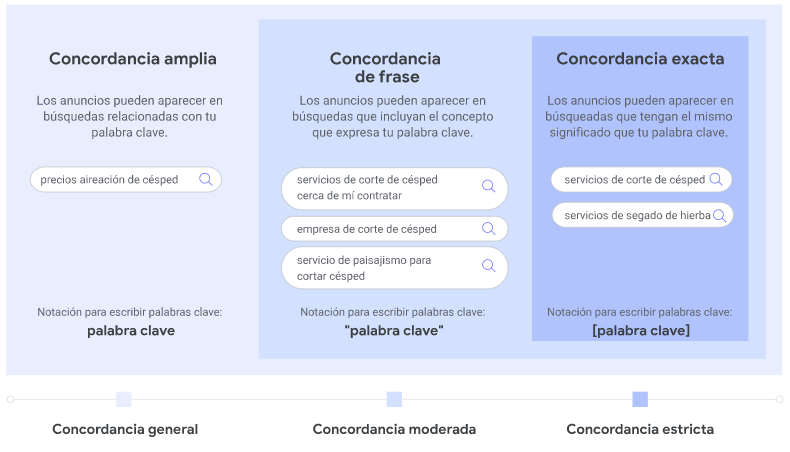 Concordancia amplia
Los anuncios pueden aparecer en
búsquedas relacionadas con tu
palabra clave.
precios aireación de césped
Notación para escribir palabras clave:
palabra clave
Concordancia
de frase
Los anuncios pueden aparecer en
búsquedas que incluyan el concepto
que expresa tu palabra clave.
servicios de corte de césped
cerca de mí contratar
empresa de corte de césped
servicio de paisajismo para
cortar césped
Notación para escribir palabras clave:
"palabra clave"
Concordancia exacta
Los anuncios pueden aparecer en
búsqueadas que tengan el mismo
significado que tu palabra clave.
servicios de corte de césped
servicios de segado de hierba
Notación para escribir palabras clave:
[palabra clave]
Concordancia general
Concordancia moderada
Concordancia estricta